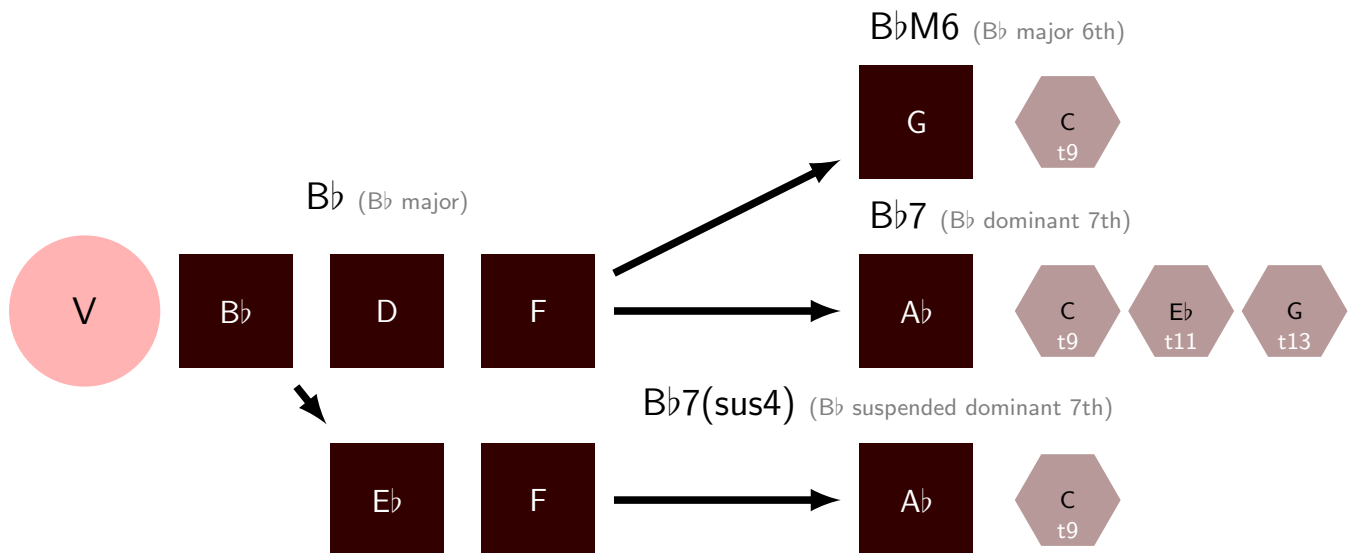 B♭M6 (B♭ major 6th)
G C
t9
B♭ (B♭ major)
B♭7 (B♭ dominant 7th)
V B♭ D F A♭ C E♭ G
t9 t11 t13
B♭7(sus4) (B♭ suspended dominant 7th)
E♭ F A♭ C
t9